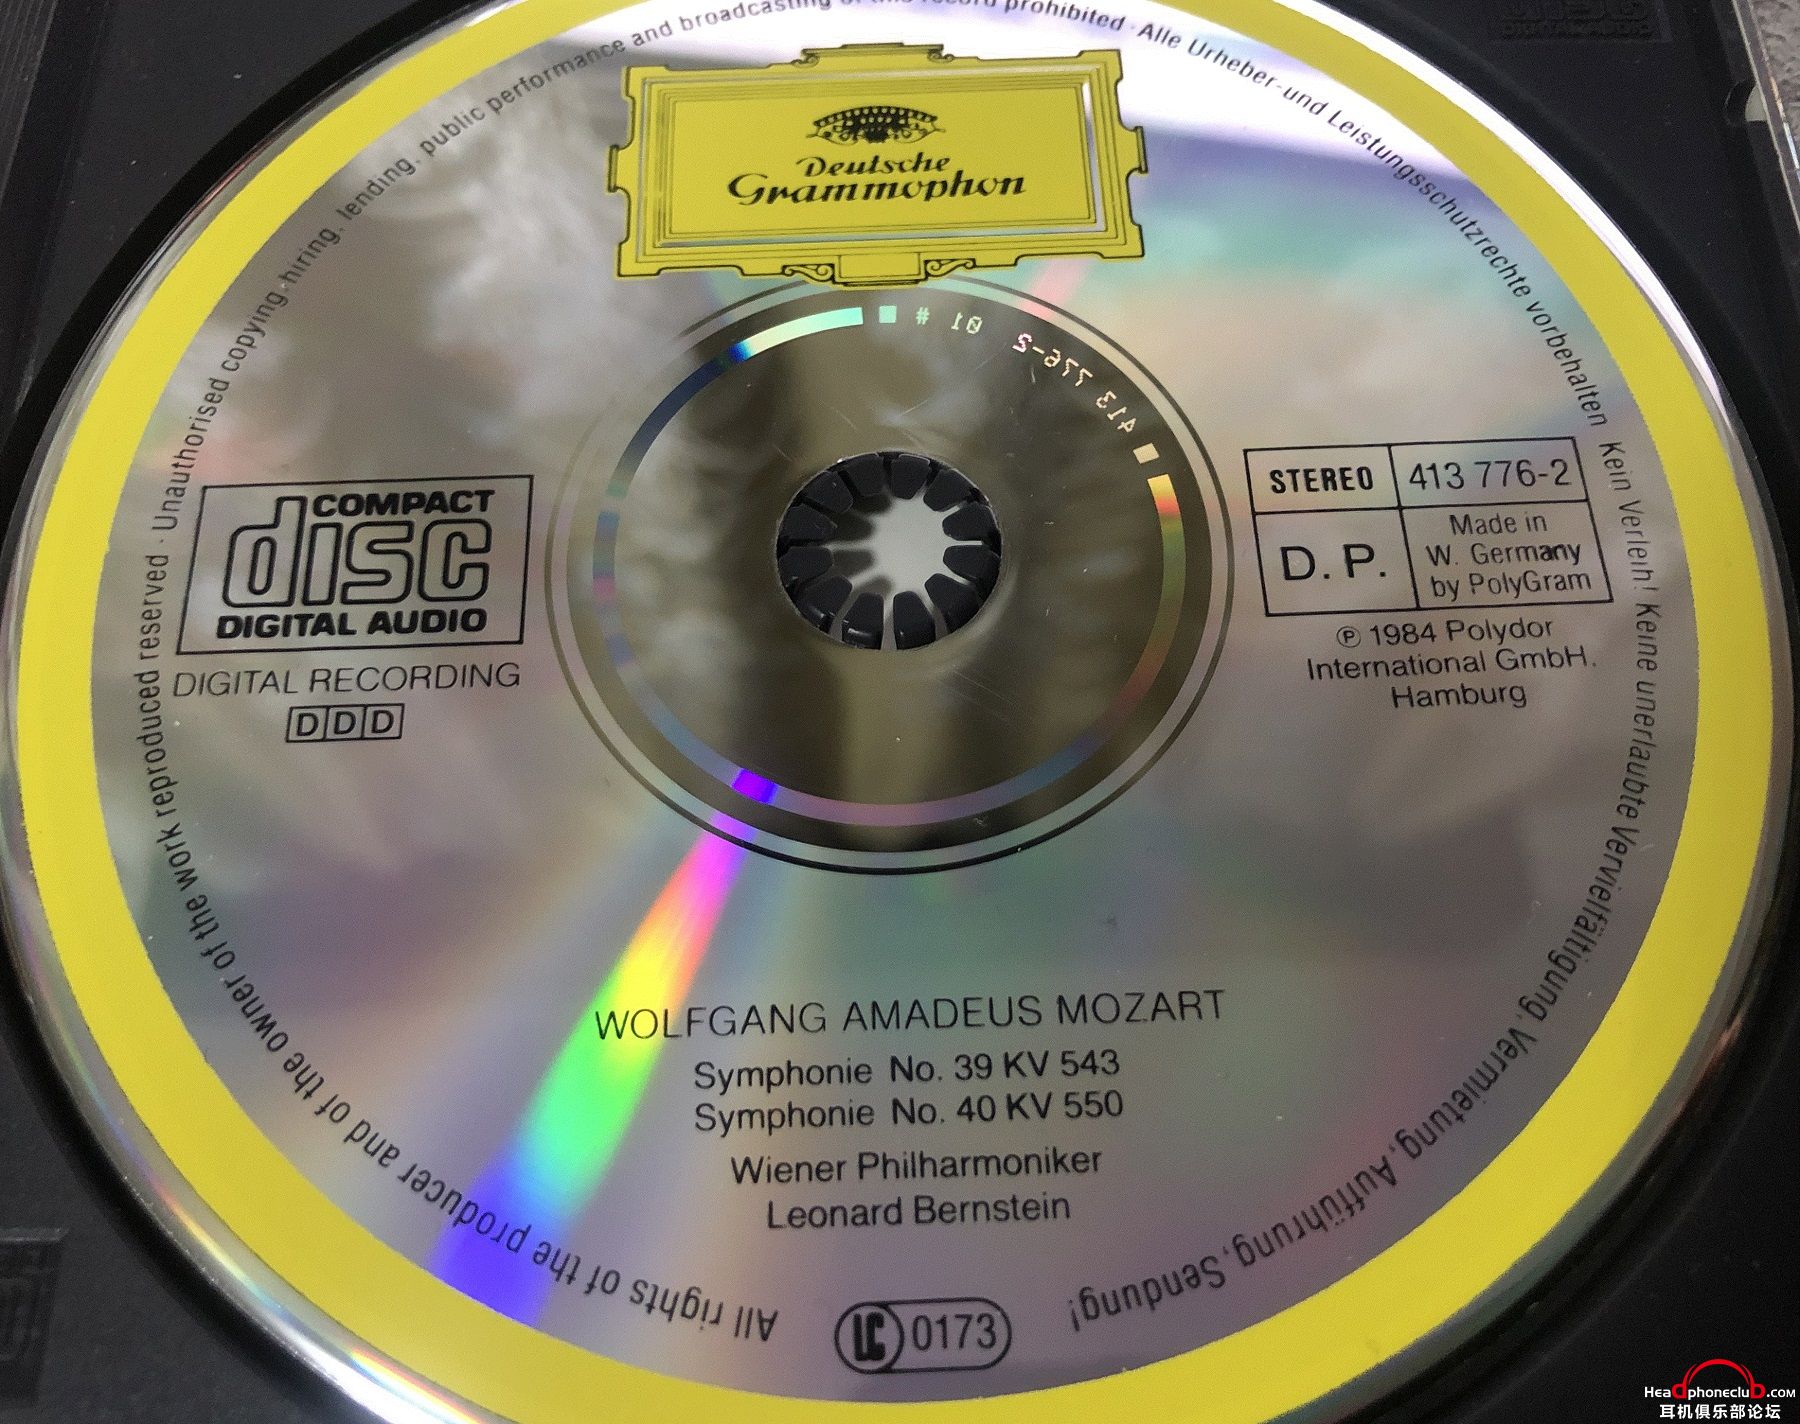 Deutsche
Grammophon
413 776-2 01 #
COMPACT
disc
DIGITAL AUDIO
DIGITAL RECORDING
DDD
STEREO
413 776-2
D. P.
Made in
W. Germany
by PolyGram
℗ 1984 Polydor
International GmbH.
Hamburg
WOLFGANG AMADEUS MOZART
Symphonie No. 39 KV 543
Symphonie No. 40 KV 550
Wiener Philharmoniker
Leonard Bernstein
LC 0173
All rights of the producer and of the owner of the work reproduced reserved · Unauthorised copying, hiring, lending, public performance and broadcasting of this record prohibited · Alle Urheber- und Leistungsschutzrechte vorbehalten Kein Verleih! Keine unerlaubte Vervielfältigung, Vermietung, Aufführung, Sendung!
Headphoneclub.com
耳机俱乐部论坛